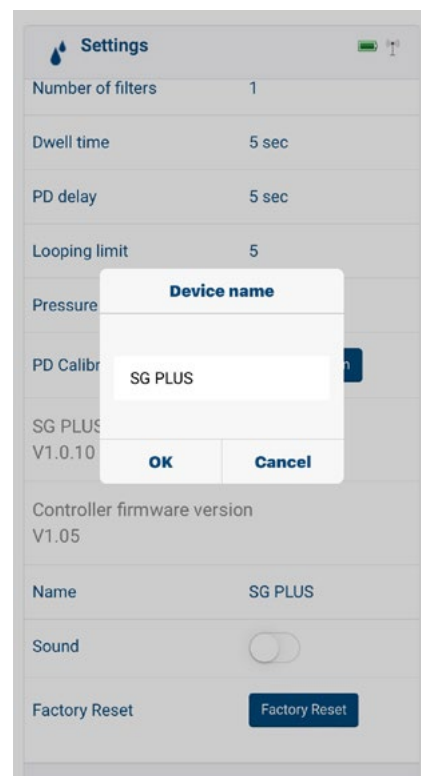 Settings
Number of filters 1
Dwell time 5 sec
PD delay 5 sec
Looping limit 5
Device name
Pressure
PD Calibr n
SG PLUS
SG PLUS
V1.0.10
OK Cancel
Controller firmware version
V1.05
Name SG PLUS
Sound
Factory Reset Factory Reset